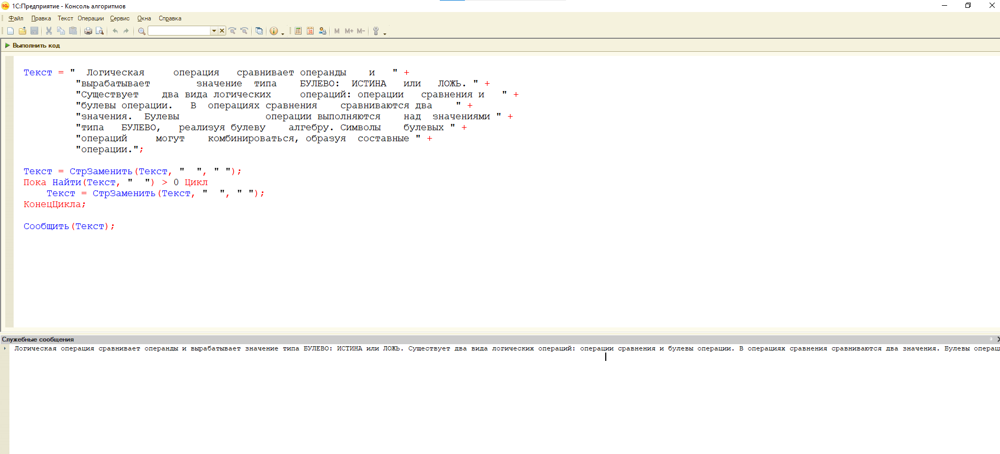 1С:Предприятие - Консоль алгоритмов
Файл Правка Текст Операции Сервис Окна Справка
31 M M+ M-
Выполнить код
Текст = "  Логическая     операция   сравнивает операнды    и   " +
"вырабатывает        значение  типа    БУЛЕВО:  ИСТИНА   или   ЛОЖЬ. " +
"Существует    два вида логических     операций: операции   сравнения и   " +
"булевы операции.   В  операциях сравнения    сравниваются два    " +
"значения.  Булевы               операции выполняются    над  значениями " +
"типа   БУЛЕВО,   реализуя булеву    алгебру. Символы    булевых " +
"операций     могут    комбинироваться, образуя  составные " +
"операции.";
Текст = СтрЗаменить(Текст, "  ", " ");
Пока Найти(Текст, "  ") > 0 Цикл
Текст = СтрЗаменить(Текст, "  ", " ");
КонецЦикла;
Сообщить(Текст);
Служебные сообщения
Логическая операция сравнивает операнды и вырабатывает значение типа БУЛЕВО: ИСТИНА или ЛОЖЬ. Существует два вида логических операций: операции сравнения и булевы операции. В операциях сравнения сравниваются два значения. Булевы